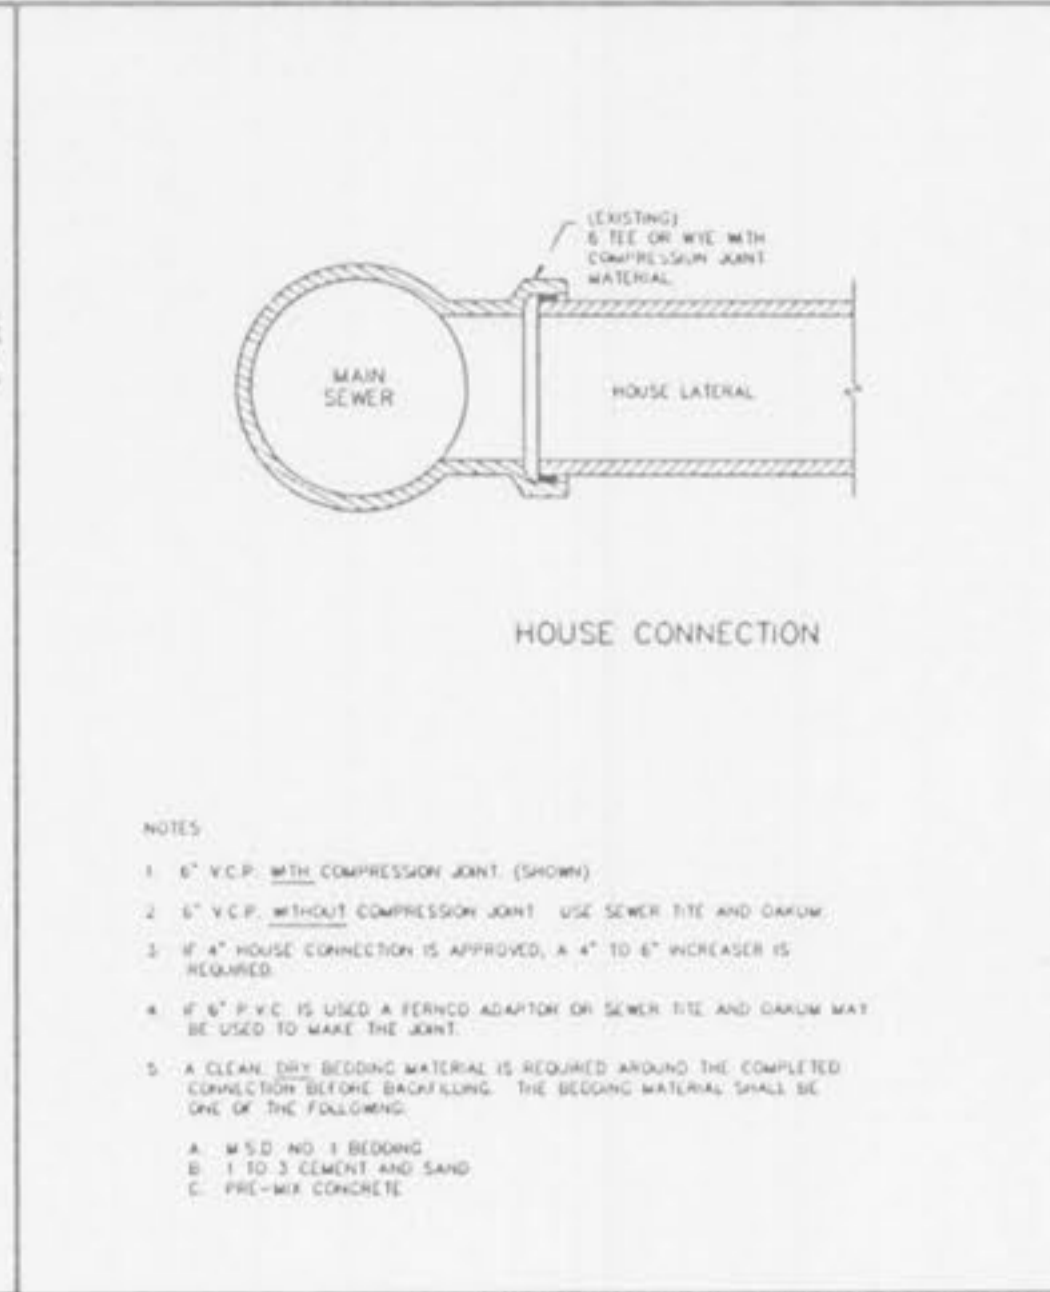 (EXISTING)
6 TEE OR WYE WITH
COMPRESSION JOINT
MATERIAL.
MAIN
SEWER
HOUSE LATERAL
HOUSE CONNECTION
NOTES
1. 6" V.C.P. WITH COMPRESSION JOINT. (SHOWN)
2. 6" V.C.P. WITHOUT COMPRESSION JOINT. USE SEWER TITE AND OAKUM.
3. IF 4" HOUSE CONNECTION IS APPROVED, A 4" TO 6" INCREASER IS
REQUIRED.
4. IF 6" P.V.C. IS USED A FERNCO ADAPTOR OR SEWER TITE AND OAKUM MAY
BE USED TO MAKE THE JOINT.
5. A CLEAN, DRY BEDDING MATERIAL IS REQUIRED AROUND THE COMPLETED
CONNECTION BEFORE BACKFILLING. THE BEDDING MATERIAL SHALL BE
ONE OF THE FOLLOWING:
A. M.S.D. NO. 1 BEDDING
B. 1 TO 3 CEMENT AND SAND
C. PRE-MIX CONCRETE